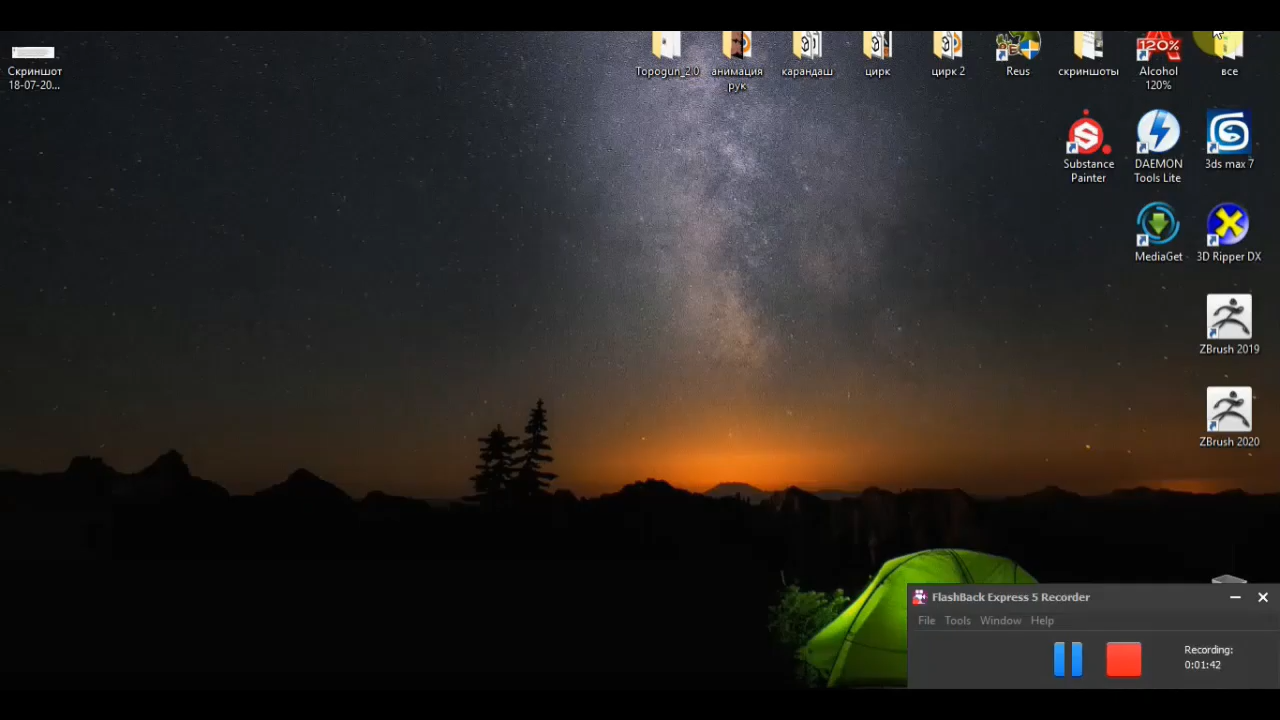 Скриншот
18-07-20...
Topogun_2.0
анимация
рук
карандаш
цирк
цирк 2
Reus
скриншоты
120%
Alcohol
120%
все
Substance
Painter
DAEMON
Tools Lite
3ds max 7
MediaGet
3D Ripper DX
ZBrush 2019
ZBrush 2020
FlashBack Express 5 Recorder
File Tools Window Help
Recording:
0:01:42